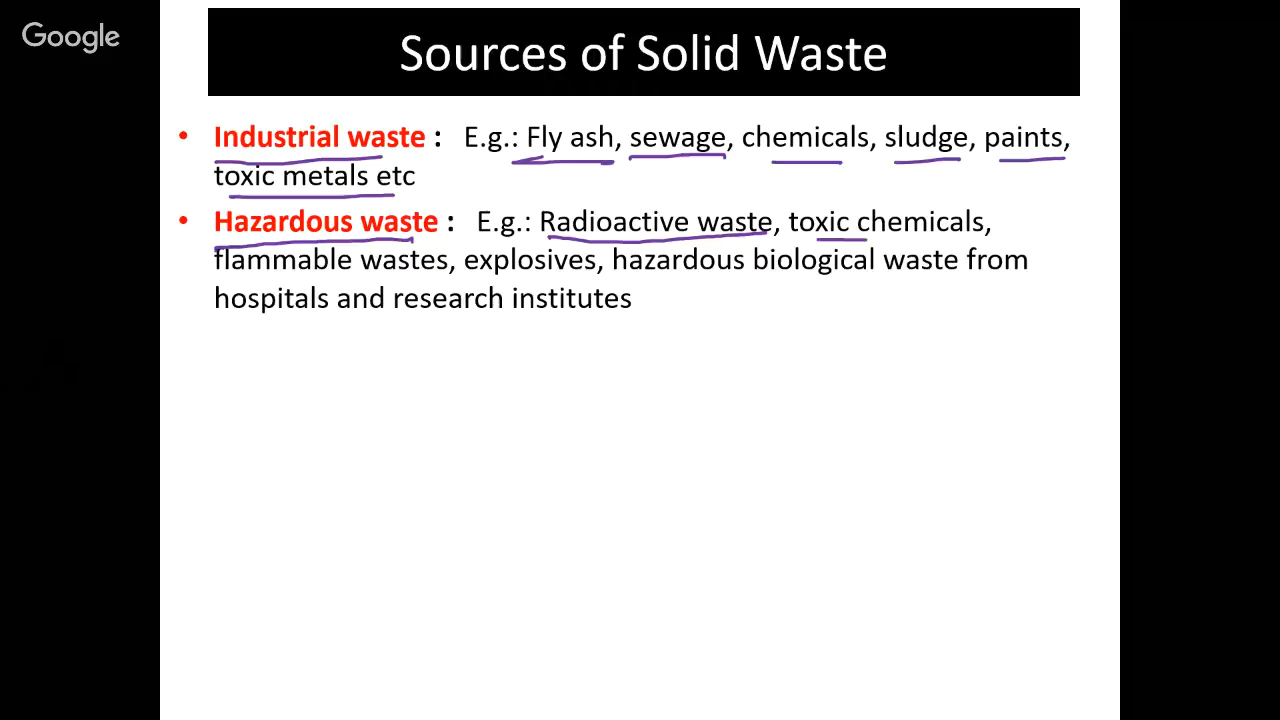 Google
Sources of Solid Waste
• Industrial waste : E.g.: Fly ash, sewage, chemicals, sludge, paints,
toxic metals etc
• Hazardous waste : E.g.: Radioactive waste, toxic chemicals,
flammable wastes, explosives, hazardous biological waste from
hospitals and research institutes